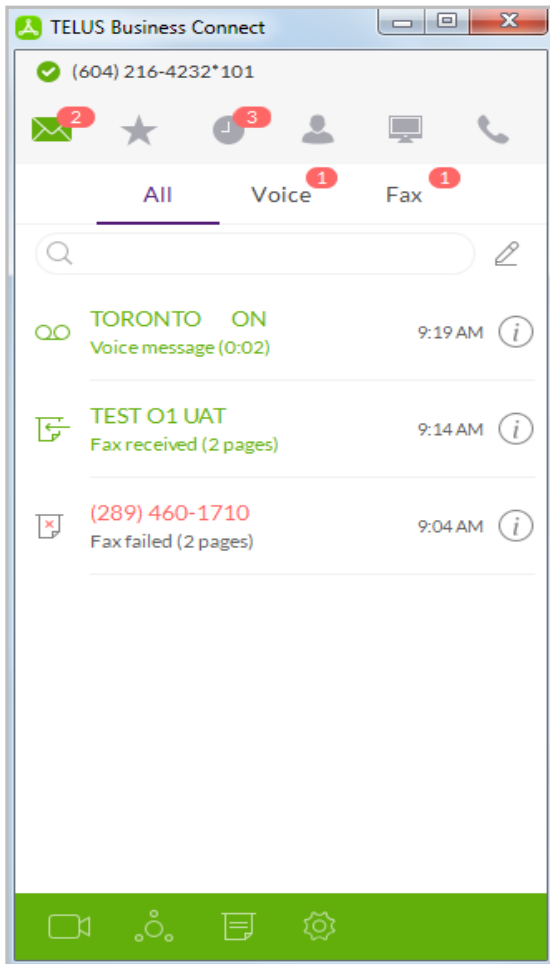 TELUS Business Connect
(604) 216-4232*101
2
3
All
Voice
1
Fax
1
TORONTO ON
Voice message (0:02)
9:19 AM
i
TEST O1 UAT
Fax received (2 pages)
9:14 AM
i
(289) 460-1710
Fax failed (2 pages)
9:04 AM
i